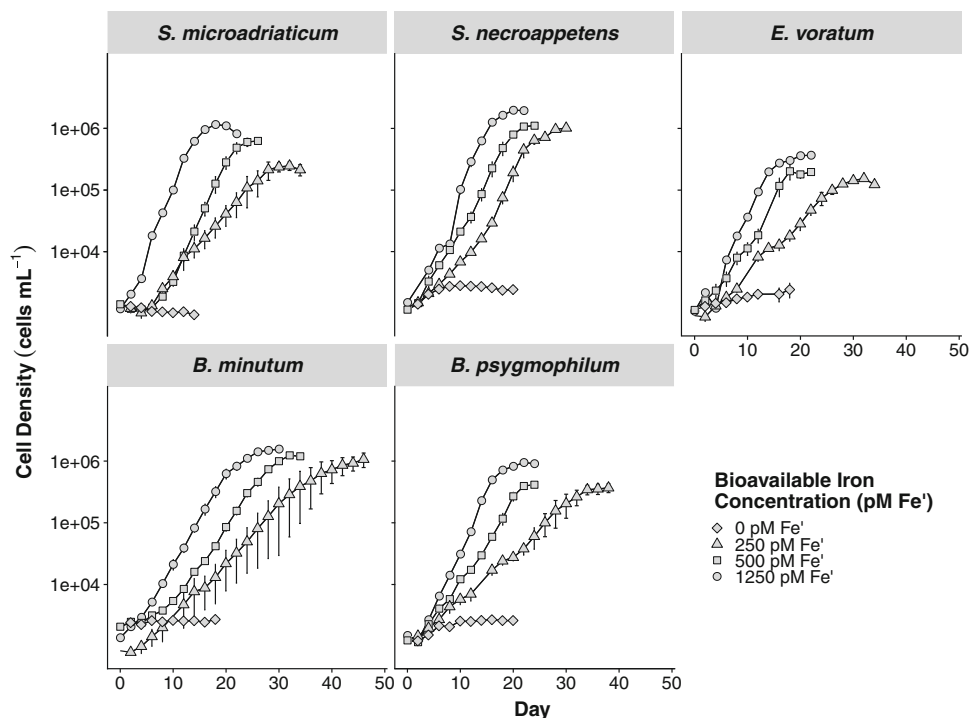 S. microadriaticum
S. necroappetens
E. voratum
1e+06
1e+05
1e+04
0 10 20 30 40 50
B. minutum
B. psygmophilum
1e+06
1e+05
1e+04
0 10 20 30 40 50
0 10 20 30 40 50
Cell Density (cells mL⁻¹)
Day
Bioavailable Iron
Concentration (pM Fe')
0 pM Fe'
250 pM Fe'
500 pM Fe'
1250 pM Fe'